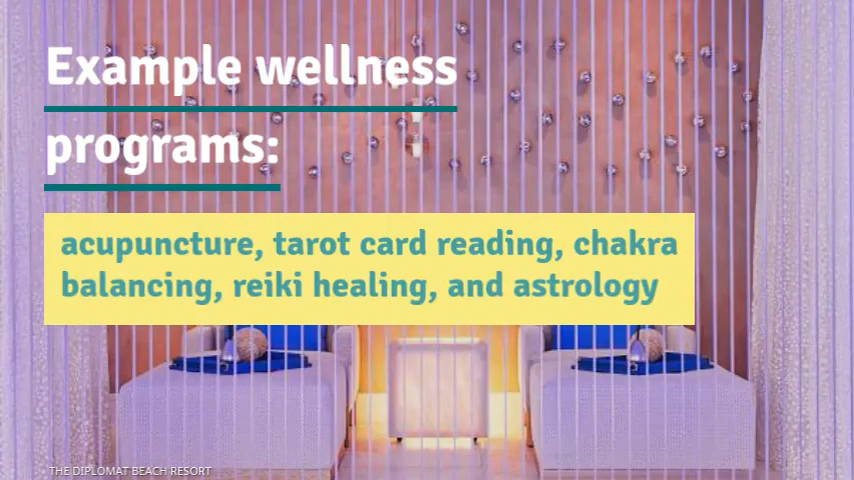 Example wellness
programs:
acupuncture, tarot card reading, chakra
balancing, reiki healing, and astrology
THE DIPLOMAT BEACH RESORT